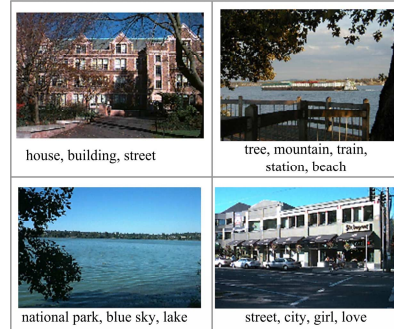 house, building, street
tree, mountain, train,
station, beach
national park, blue sky, lake
street, city, girl, love